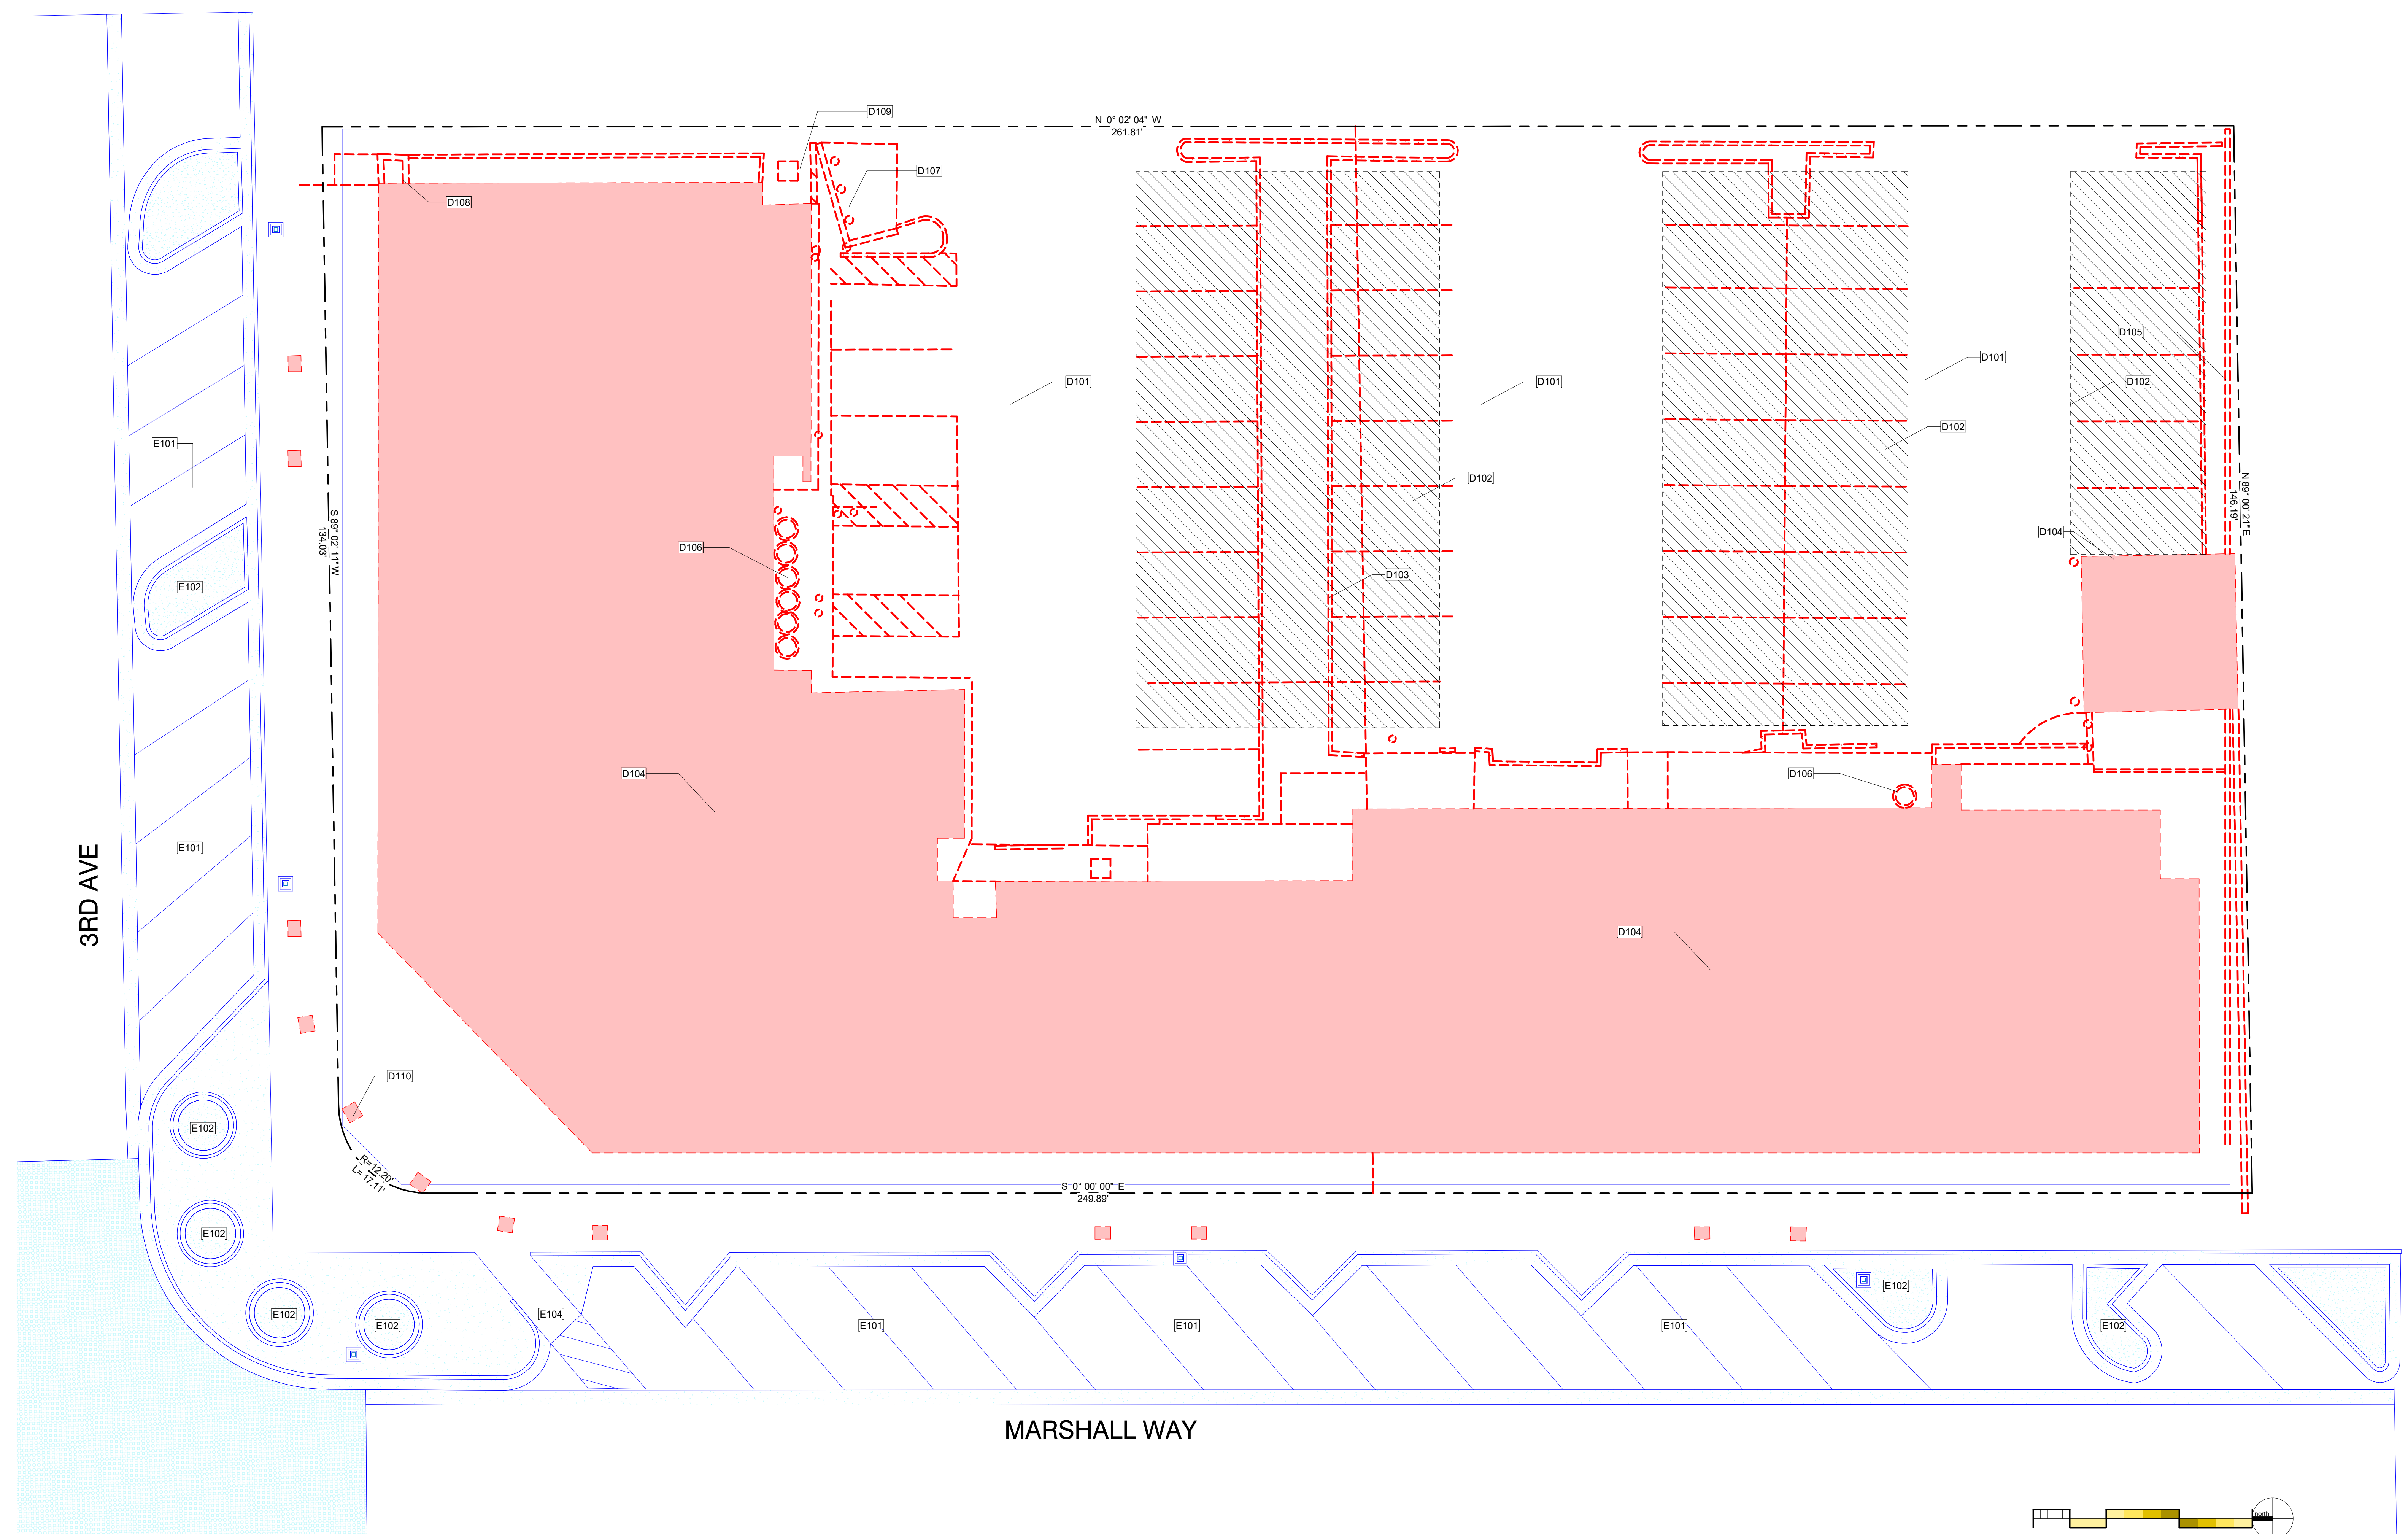 D109
N 0° 02' 04" W
261.81'
D107
D108
D105
D101
D102
D101
D101
D102
E101
D102
N 89° 00' 21" E
146.19'
S 89° 02' 11" W
134.03'
D104
D106
D103
E102
D104
D106
E101
3RD AVE
D104
D110
E102
R=12.20'
L=17.11'
S 0° 00' 00" E
249.89'
E102
E102
E102
E102
E104
E101
E101
E101
E102
MARSHALL WAY
north